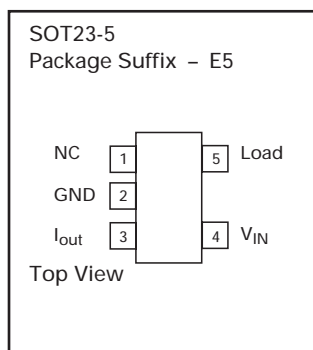 SOT23-5
Package Suffix – E5
NC 1 5 Load
GND 2
Iout 3 4 VIN
Top View